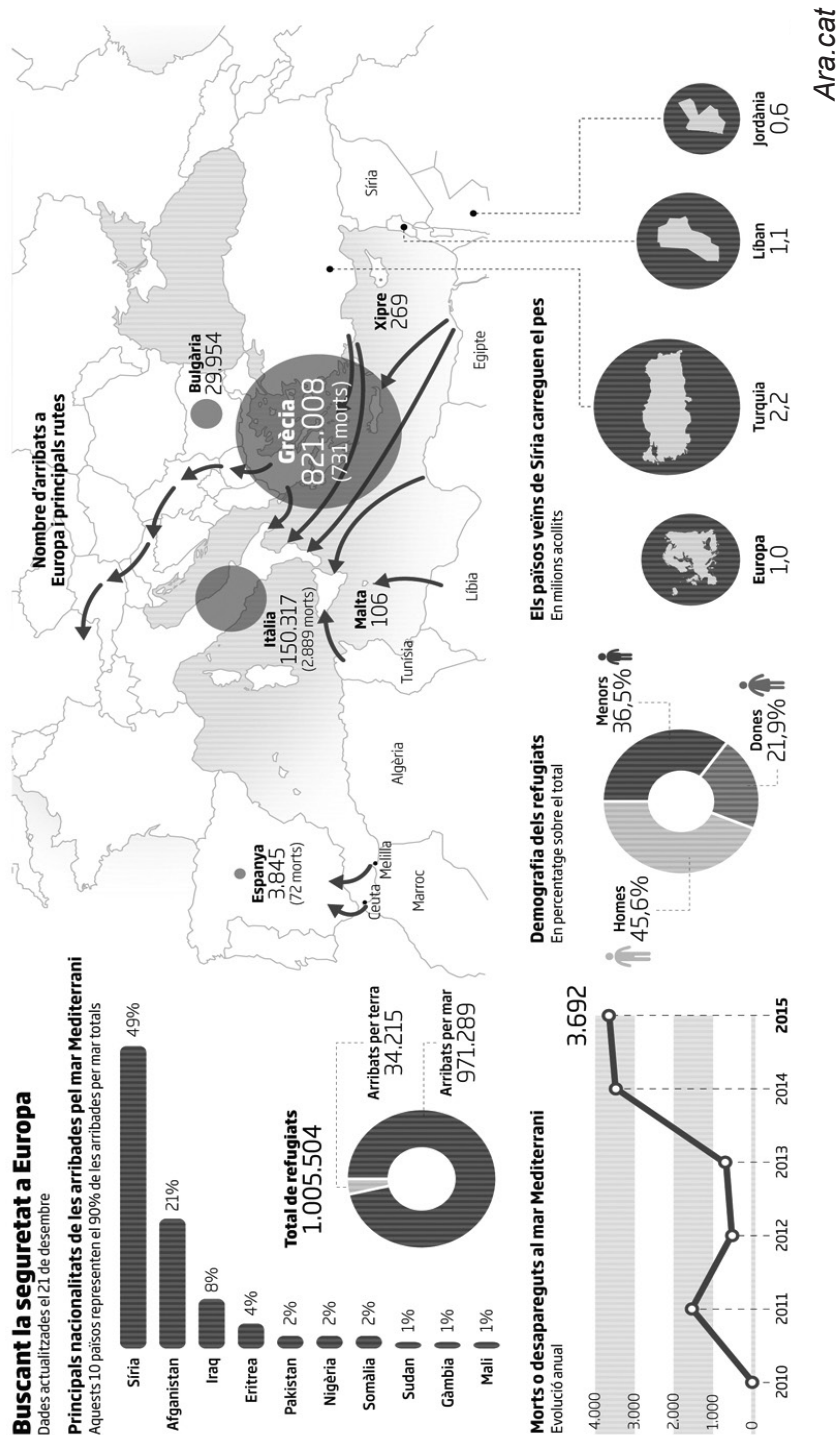 Buscant la seguretat a Europa
Dades actualitzades el 21 de desembre
Principals nacionalitats de les arribades pel mar Mediterrani
Aquests 10 països representen el 90% de les arribades per mar totals
Síria
49%
Afganistan
21%
Iraq
8%
Eritrea
4%
Pakistan
2%
Nigèria
2%
Somàlia
2%
Sudan
1%
Gàmbia
1%
Mali
1%
Total de refugiats
1.005.504
Arribats per terra
34.215
Arribats per mar
971.289
Nombre d'arribats a
Europa i principals rutes
Bulgària
29.954
Grècia
821.008
(731 morts)
Xipre
269
Itàlia
150.317
(2.889 morts)
Malta
106
Espanya
3.845
(72 morts)
Ceuta
Melilla
Marroc
Algèria
Tunísia
Líbia
Egipte
Síria
Morts o desapareguts al mar Mediterrani
Evolució anual
4.000
3.000
2.000
1.000
0
3.692
2010
2011
2012
2013
2014
2015
Demografia dels refugiats
En percentatge sobre el total
Homes
45,6%
Menors
36,5%
Dones
21,9%
Els països veïns de Síria carreguen el pes
En milions acollits
Europa
1,0
Turquia
2,2
Líban
1,1
Jordània
0,6
Ara.cat